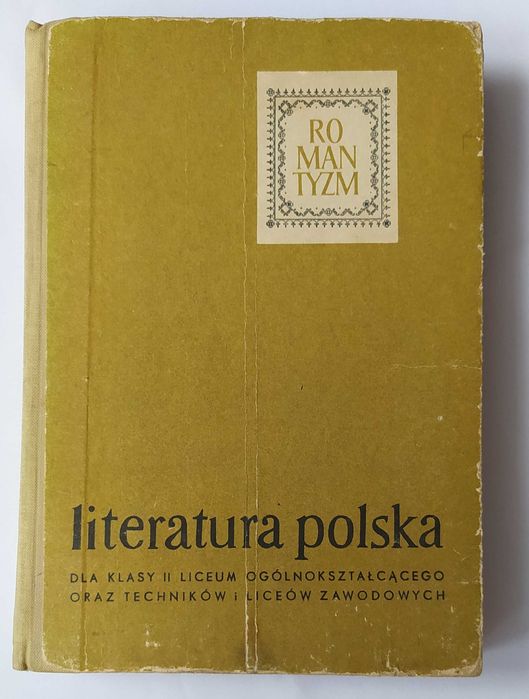 RO
MAN
TYZM
literatura polska
DLA KLASY II LICEUM OGÓLNOKSZTAŁCĄCEGO
ORAZ TECHNIKÓW i LICEÓW ZAWODOWYCH